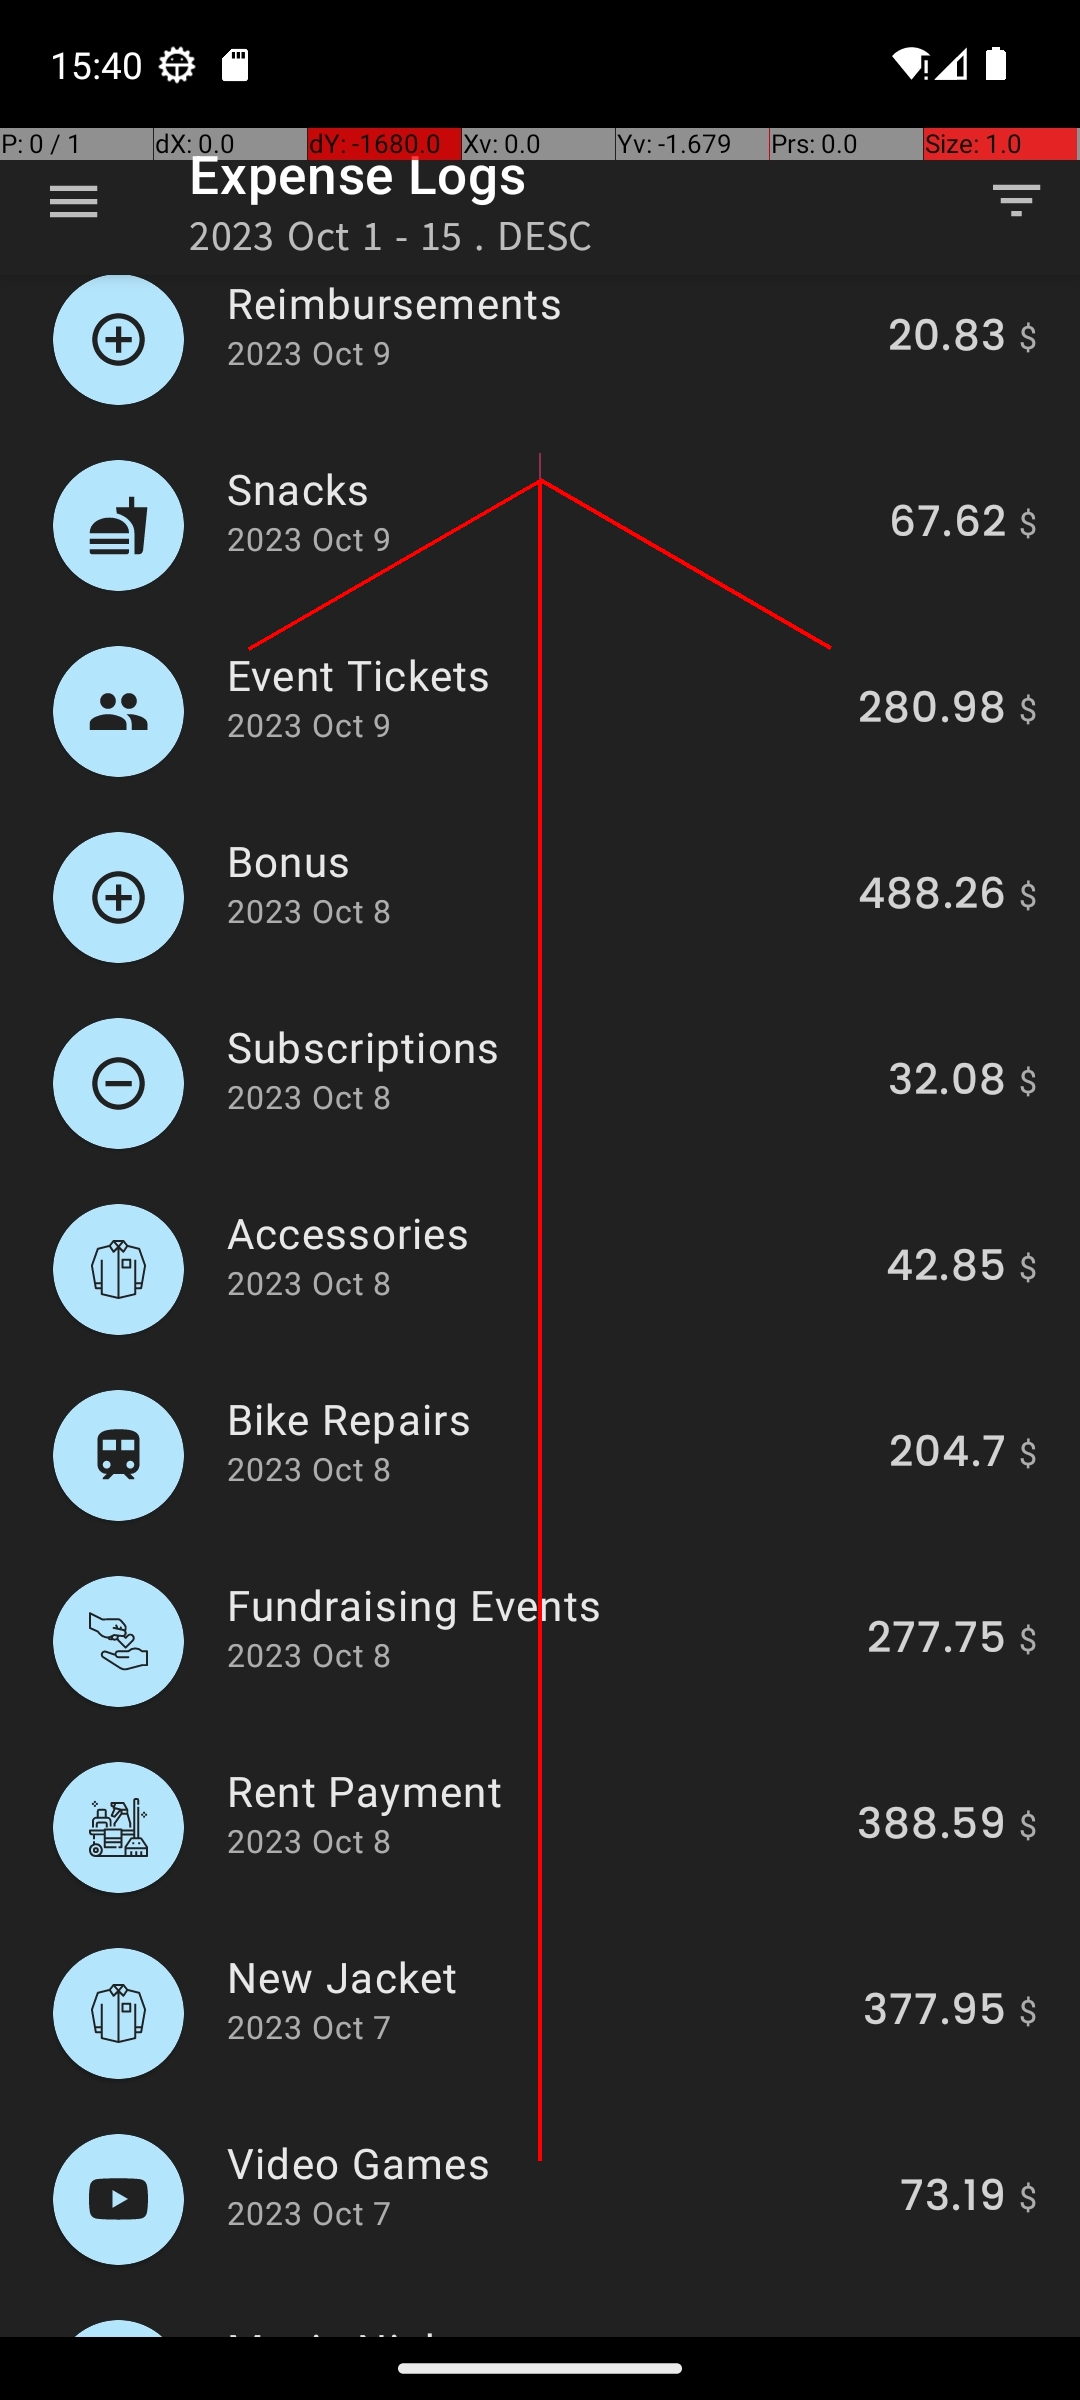 15:40
P: 0 / 1 dX: 0.0 dY: -1680.0 Xv: 0.0 Yv: -1.679 Prs: 0.0 Size: 1.0
Expense Logs
2023 Oct 1 - 15 . DESC
Reimbursements
2023 Oct 9
20.83 $
Snacks
2023 Oct 9
67.62 $
Event Tickets
2023 Oct 9
280.98 $
Bonus
2023 Oct 8
488.26 $
Subscriptions
2023 Oct 8
32.08 $
Accessories
2023 Oct 8
42.85 $
Bike Repairs
2023 Oct 8
204.7 $
Fundraising Events
2023 Oct 8
277.75 $
Rent Payment
2023 Oct 8
388.59 $
New Jacket
2023 Oct 7
377.95 $
Video Games
2023 Oct 7
73.19 $